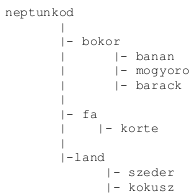 neptunkod
|
|- bokor
|- banan
|- mogyoro
|- barack
|
|- fa
|- korte
|
|-land
|- szeder
|- kokusz